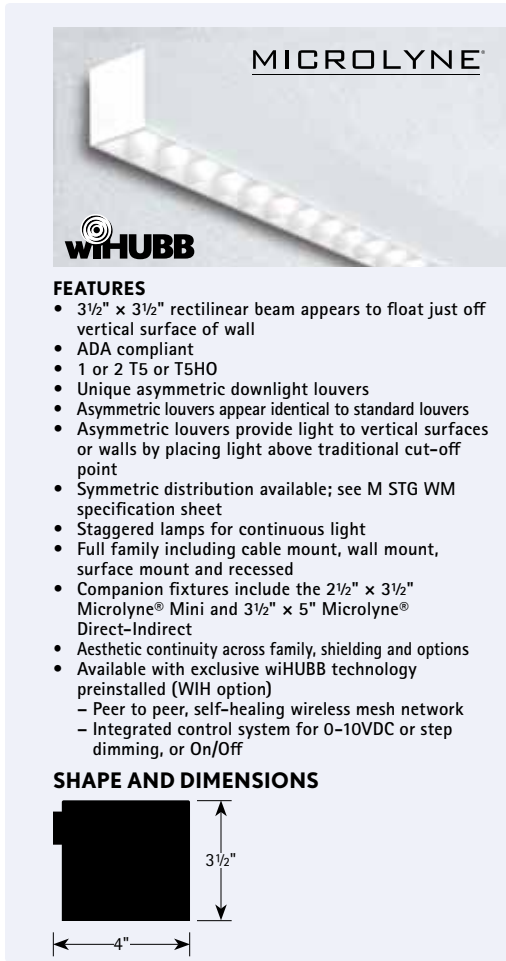 MICROLYNE®
wiHUBB
FEATURES
• 3½" × 3½" rectilinear beam appears to float just off
vertical surface of wall
• ADA compliant
• 1 or 2 T5 or T5HO
• Unique asymmetric downlight louvers
• Asymmetric louvers appear identical to standard louvers
• Asymmetric louvers provide light to vertical surfaces
or walls by placing light above traditional cut-off
point
• Symmetric distribution available; see M STG WM
specification sheet
• Staggered lamps for continuous light
• Full family including cable mount, wall mount,
surface mount and recessed
• Companion fixtures include the 2½" × 3½"
Microlyne® Mini and 3½" × 5" Microlyne®
Direct-Indirect
• Aesthetic continuity across family, shielding and options
• Available with exclusive wiHUBB technology
preinstalled (WIH option)
– Peer to peer, self-healing wireless mesh network
– Integrated control system for 0-10VDC or step
dimming, or On/Off
SHAPE AND DIMENSIONS
3½"
4"